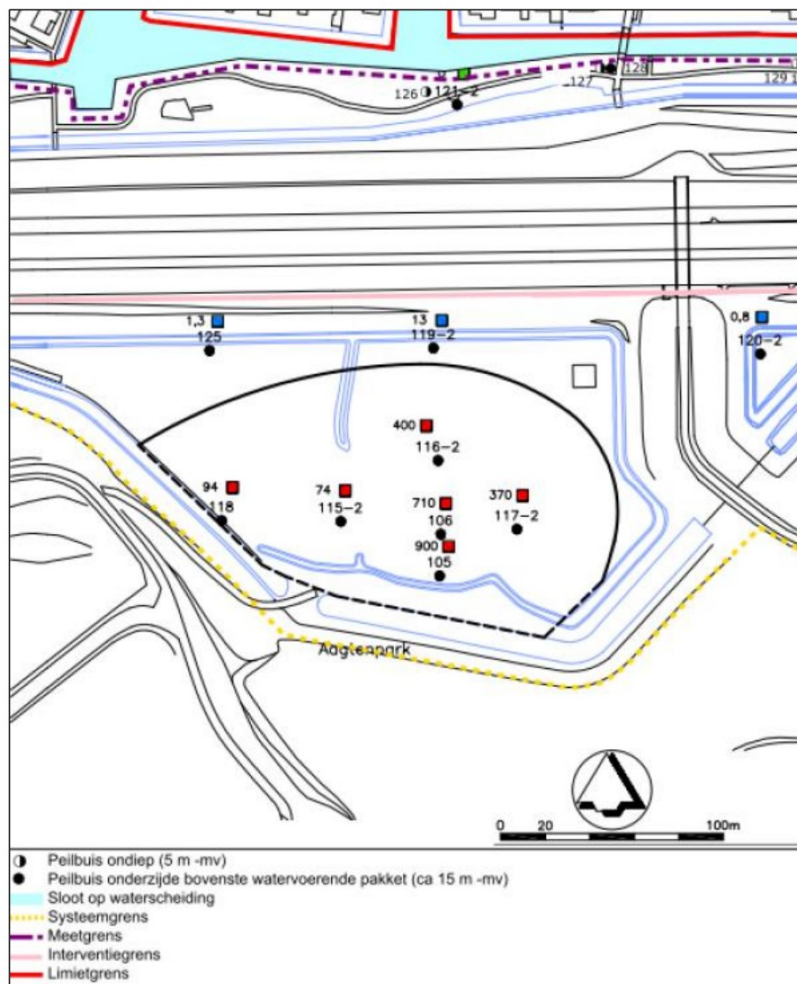 126 121-2
127 128
129
1,3 13 0,8
125 119-2 120-2
400
116-2
94 74 710 370
118 115-2 106 117-2
900
105
Aagtenpark
0 20 100m
Peilbuis ondiep (5 m -mv)
Peilbuis onderzijde bovenste watervoerende pakket (ca 15 m -mv)
Sloot op waterscheiding
Systeemgrens
Meetgrens
Interventiegrens
Limietgrens